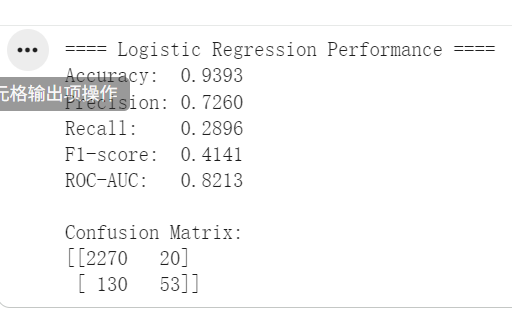 ==== Logistic Regression Performance ====
Accuracy: 0.9393
元格输出项操作
Precision: 0.7260
Recall: 0.2896
F1-score: 0.4141
ROC-AUC: 0.8213
Confusion Matrix:
[[2270 20]
[ 130 53]]